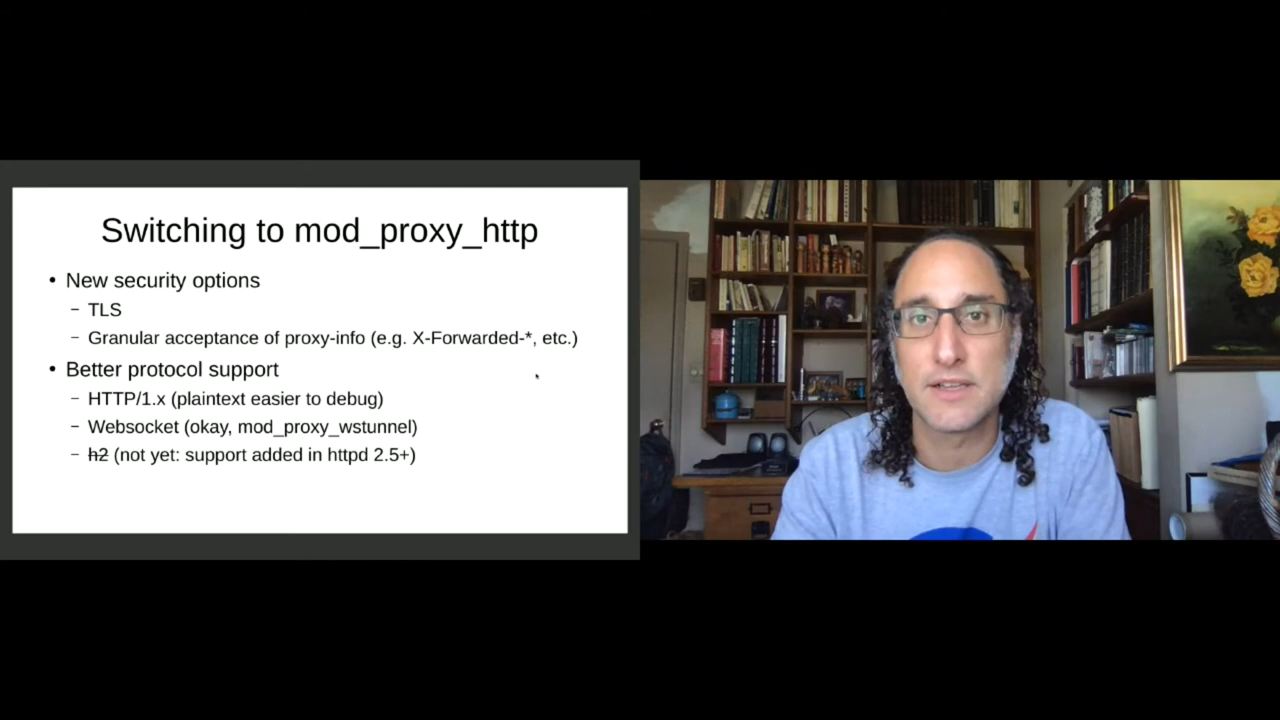 Switching to mod_proxy_http
• New security options
– TLS
– Granular acceptance of proxy-info (e.g. X-Forwarded-*, etc.)
• Better protocol support
– HTTP/1.x (plaintext easier to debug)
– Websocket (okay, mod_proxy_wstunnel)
– h2 (not yet: support added in httpd 2.5+)